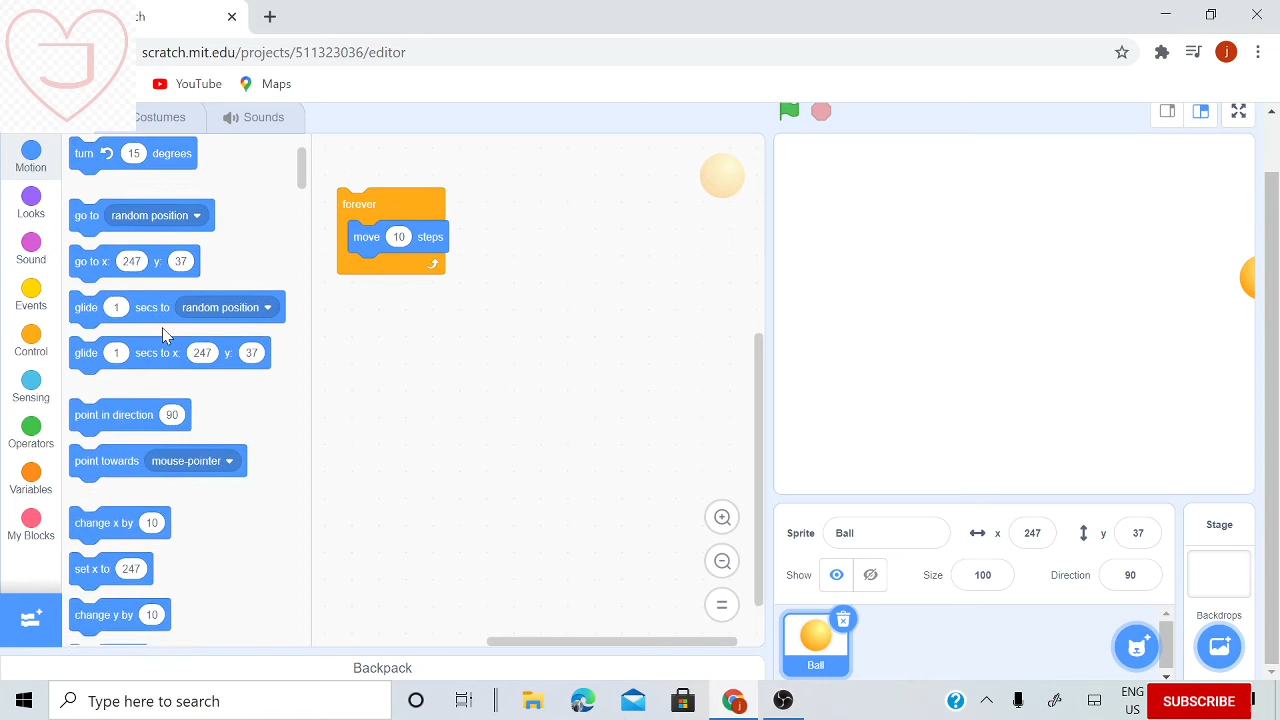 J
ch
scratch.mit.edu/projects/511323036/editor
j
YouTube
Maps
Costumes
Sounds
Motion
Looks
Sound
Events
Control
Sensing
Operators
Variables
My Blocks
turn 15 degrees
go to random position
go to x: 247 y: 37
glide 1 secs to random position
glide 1 secs to x: 247 y: 37
point in direction 90
point towards mouse-pointer
change x by 10
set x to 247
change y by 10
forever
move 10 steps
Backpack
Sprite Ball x 247 y 37
Show Size 100 Direction 90
Ball
Stage
Backdrops
Type here to search
ENG
US
SUBSCRIBE